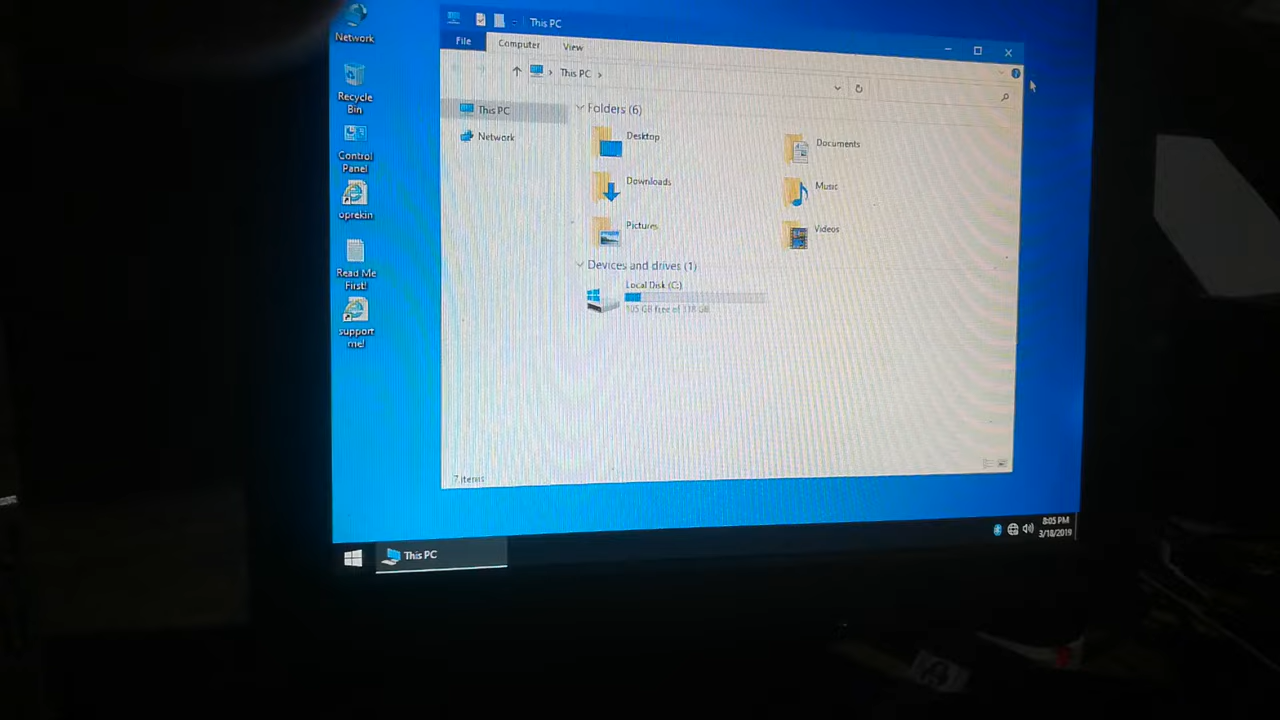 Network
Recycle
Bin
Control
Panel
oprekin
Read Me
First!
support
me!
This PC
File
Computer
View
This PC
This PC
Network
Folders (6)
Desktop
Documents
Downloads
Music
Pictures
Videos
Devices and drives (1)
Local Disk (C:)
7 items
This PC
8:05 PM
3/18/2019